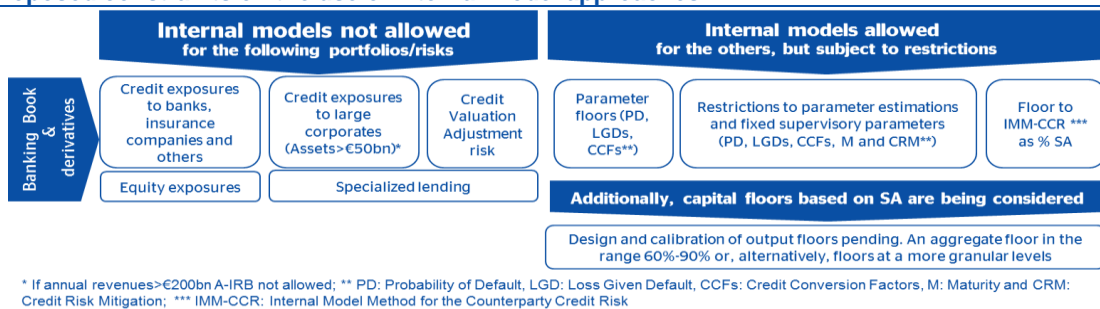 Internal models not allowed
for the following portfolios/risks
Internal models allowed
for the others, but subject to restrictions
Banking Book
&
derivatives
Credit exposures
to banks,
insurance
companies and
others
Credit exposures
to large
corporates
(Assets>€50bn)*
Credit
Valuation
Adjustment
risk
Equity exposures
Specialized lending
Parameter
floors (PD,
LGDs,
CCFs**)
Restrictions to parameter estimations
and fixed supervisory parameters
(PD, LGDs, CCFs, M and CRM**)
Floor to
IMM-CCR ***
as % SA
Additionally, capital floors based on SA are being considered
Design and calibration of output floors pending. An aggregate floor in the
range 60%-90% or, alternatively, floors at a more granular levels
* If annual revenues>€200bn A-IRB not allowed; ** PD: Probability of Default, LGD: Loss Given Default, CCFs: Credit Conversion Factors, M: Maturity and CRM:
Credit Risk Mitigation; *** IMM-CCR: Internal Model Method for the Counterparty Credit Risk